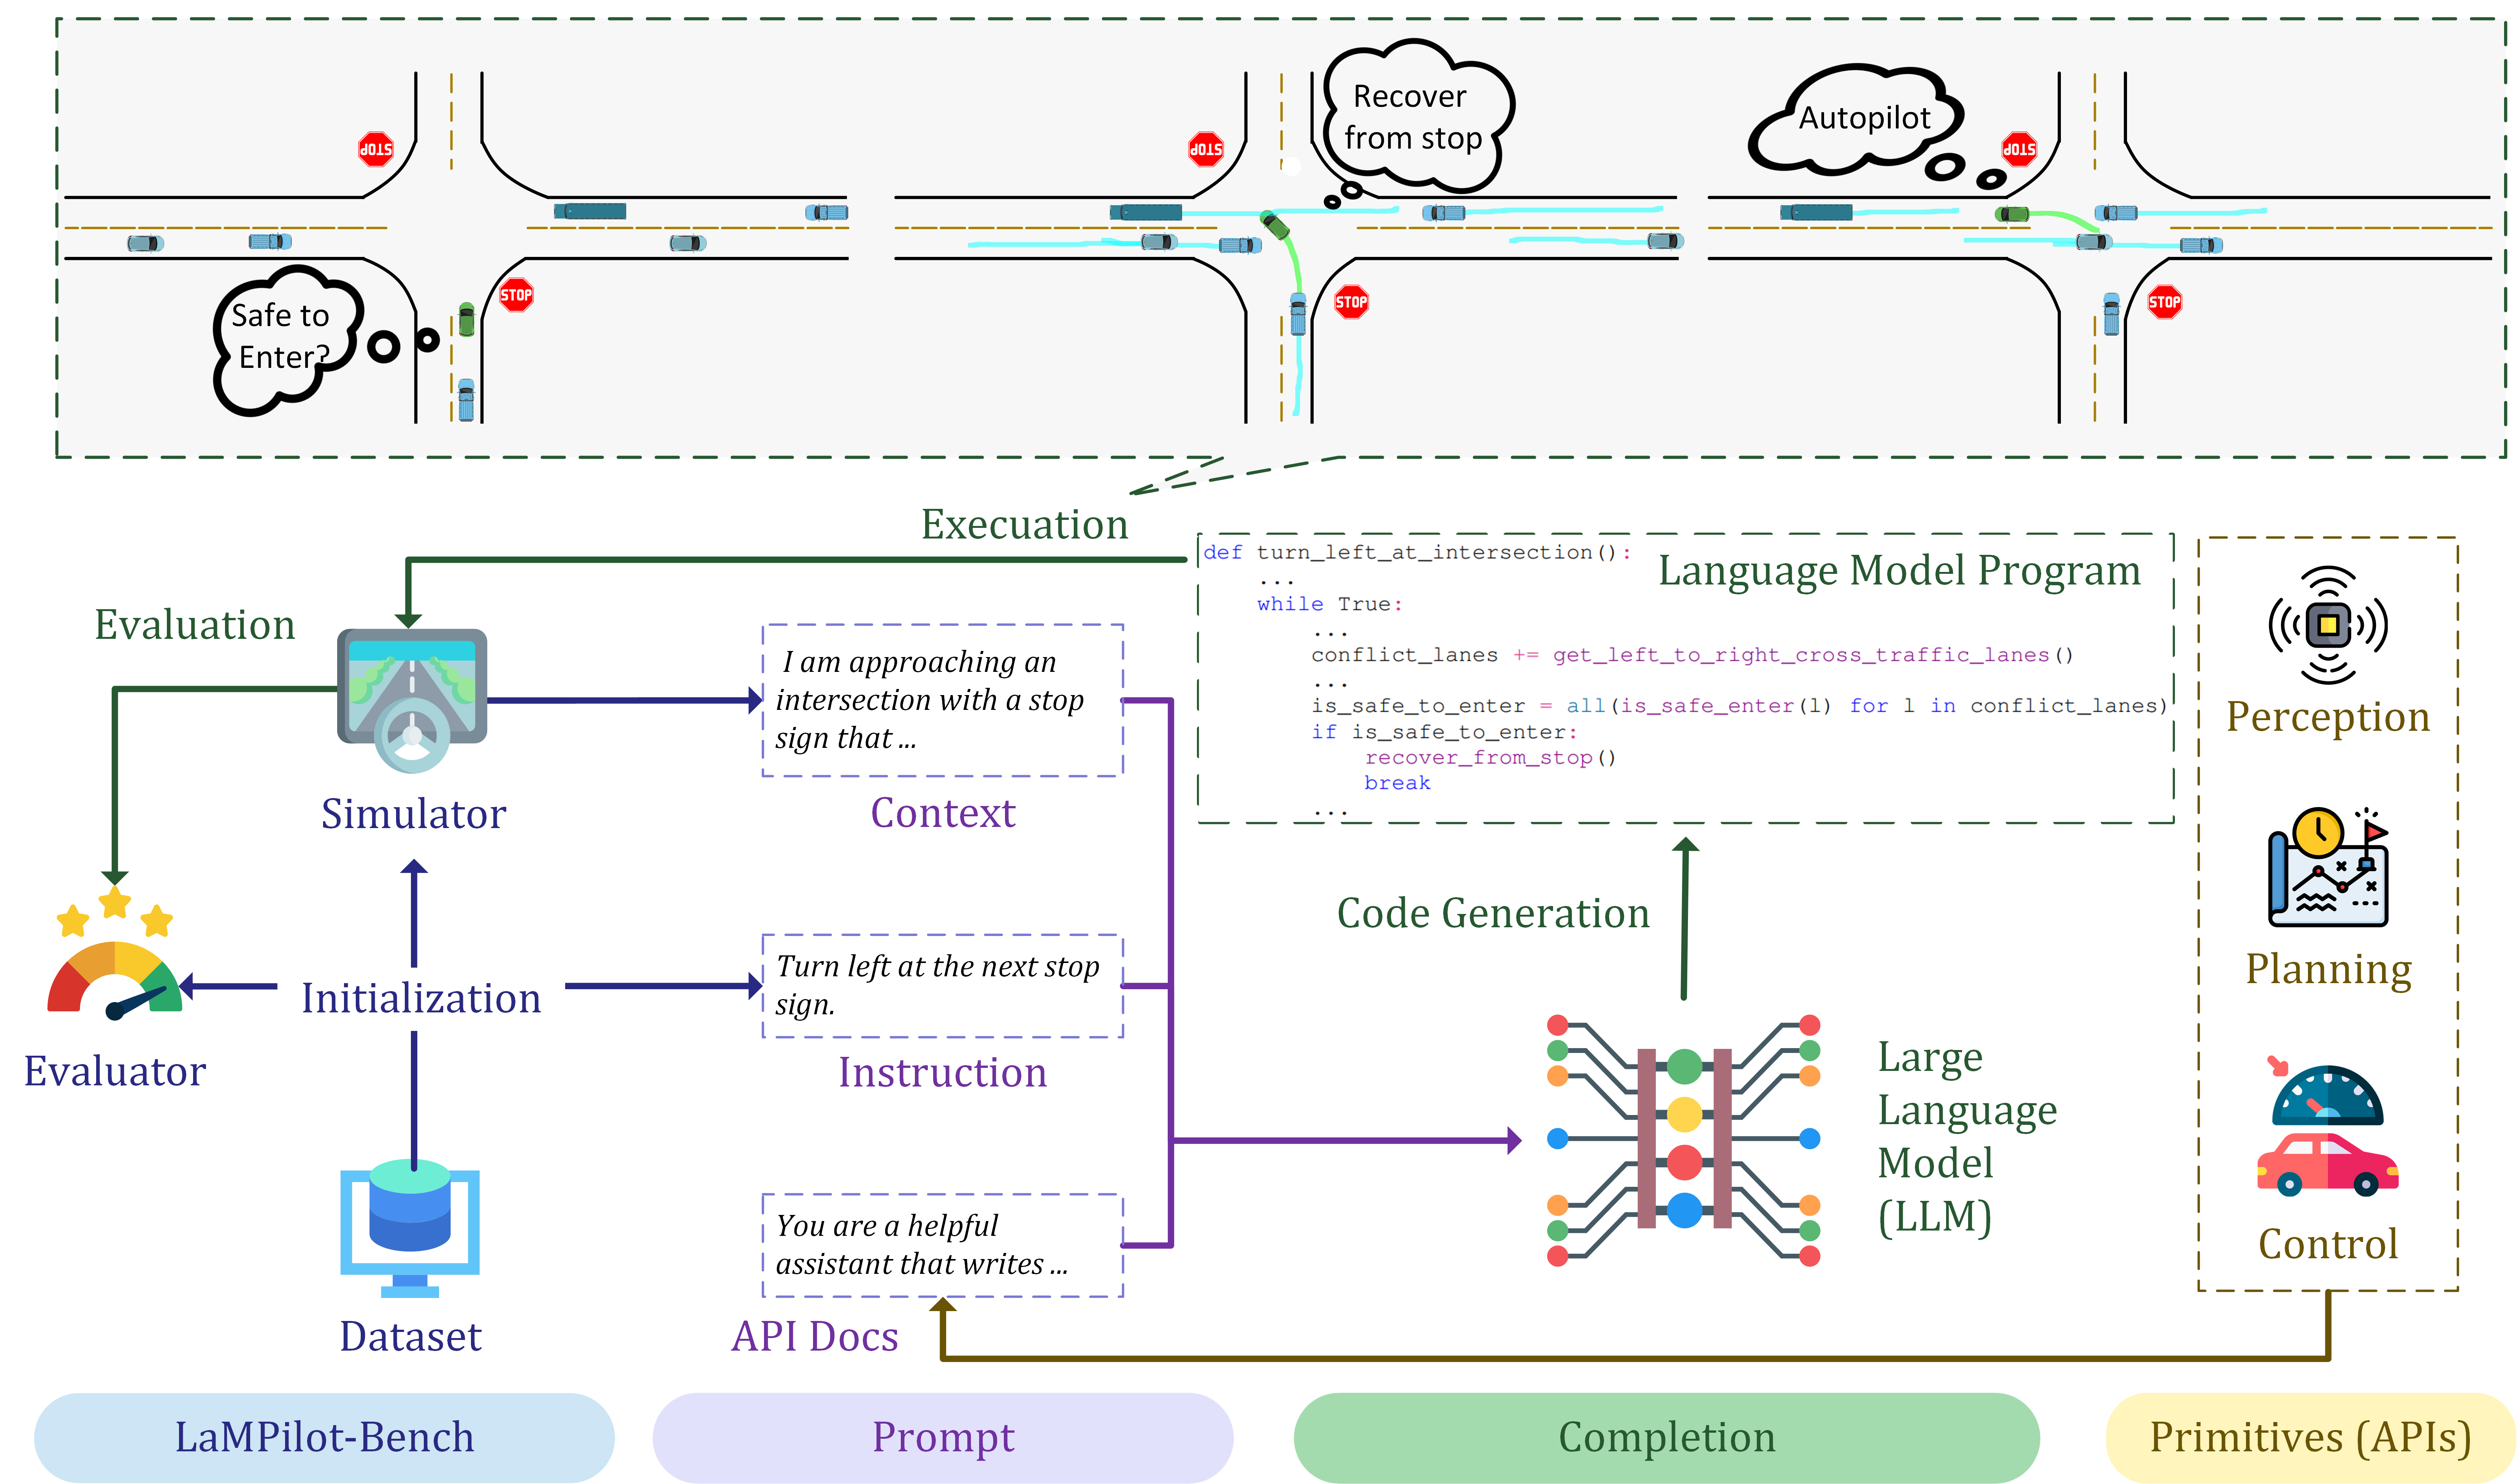 STOP
Safe to
Enter?
STOP
STOP
Recover
from stop
STOP
Autopilot
STOP
STOP
Execuation
Evaluation
Simulator
I am approaching an
intersection with a stop
sign that ...
Context
def turn_left_at_intersection():
...
while True:
...
conflict_lanes += get_left_to_right_cross_traffic_lanes()
...
is_safe_to_enter = all(is_safe_enter(l) for l in conflict_lanes)
if is_safe_to_enter:
recover_from_stop()
break
...
Language Model Program
Perception
Planning
Control
Code Generation
Evaluator
Initialization
Turn left at the next stop
sign.
Instruction
Large
Language
Model
(LLM)
You are a helpful
assistant that writes ...
API Docs
Dataset
LaMPilot-Bench
Prompt
Completion
Primitives (APIs)